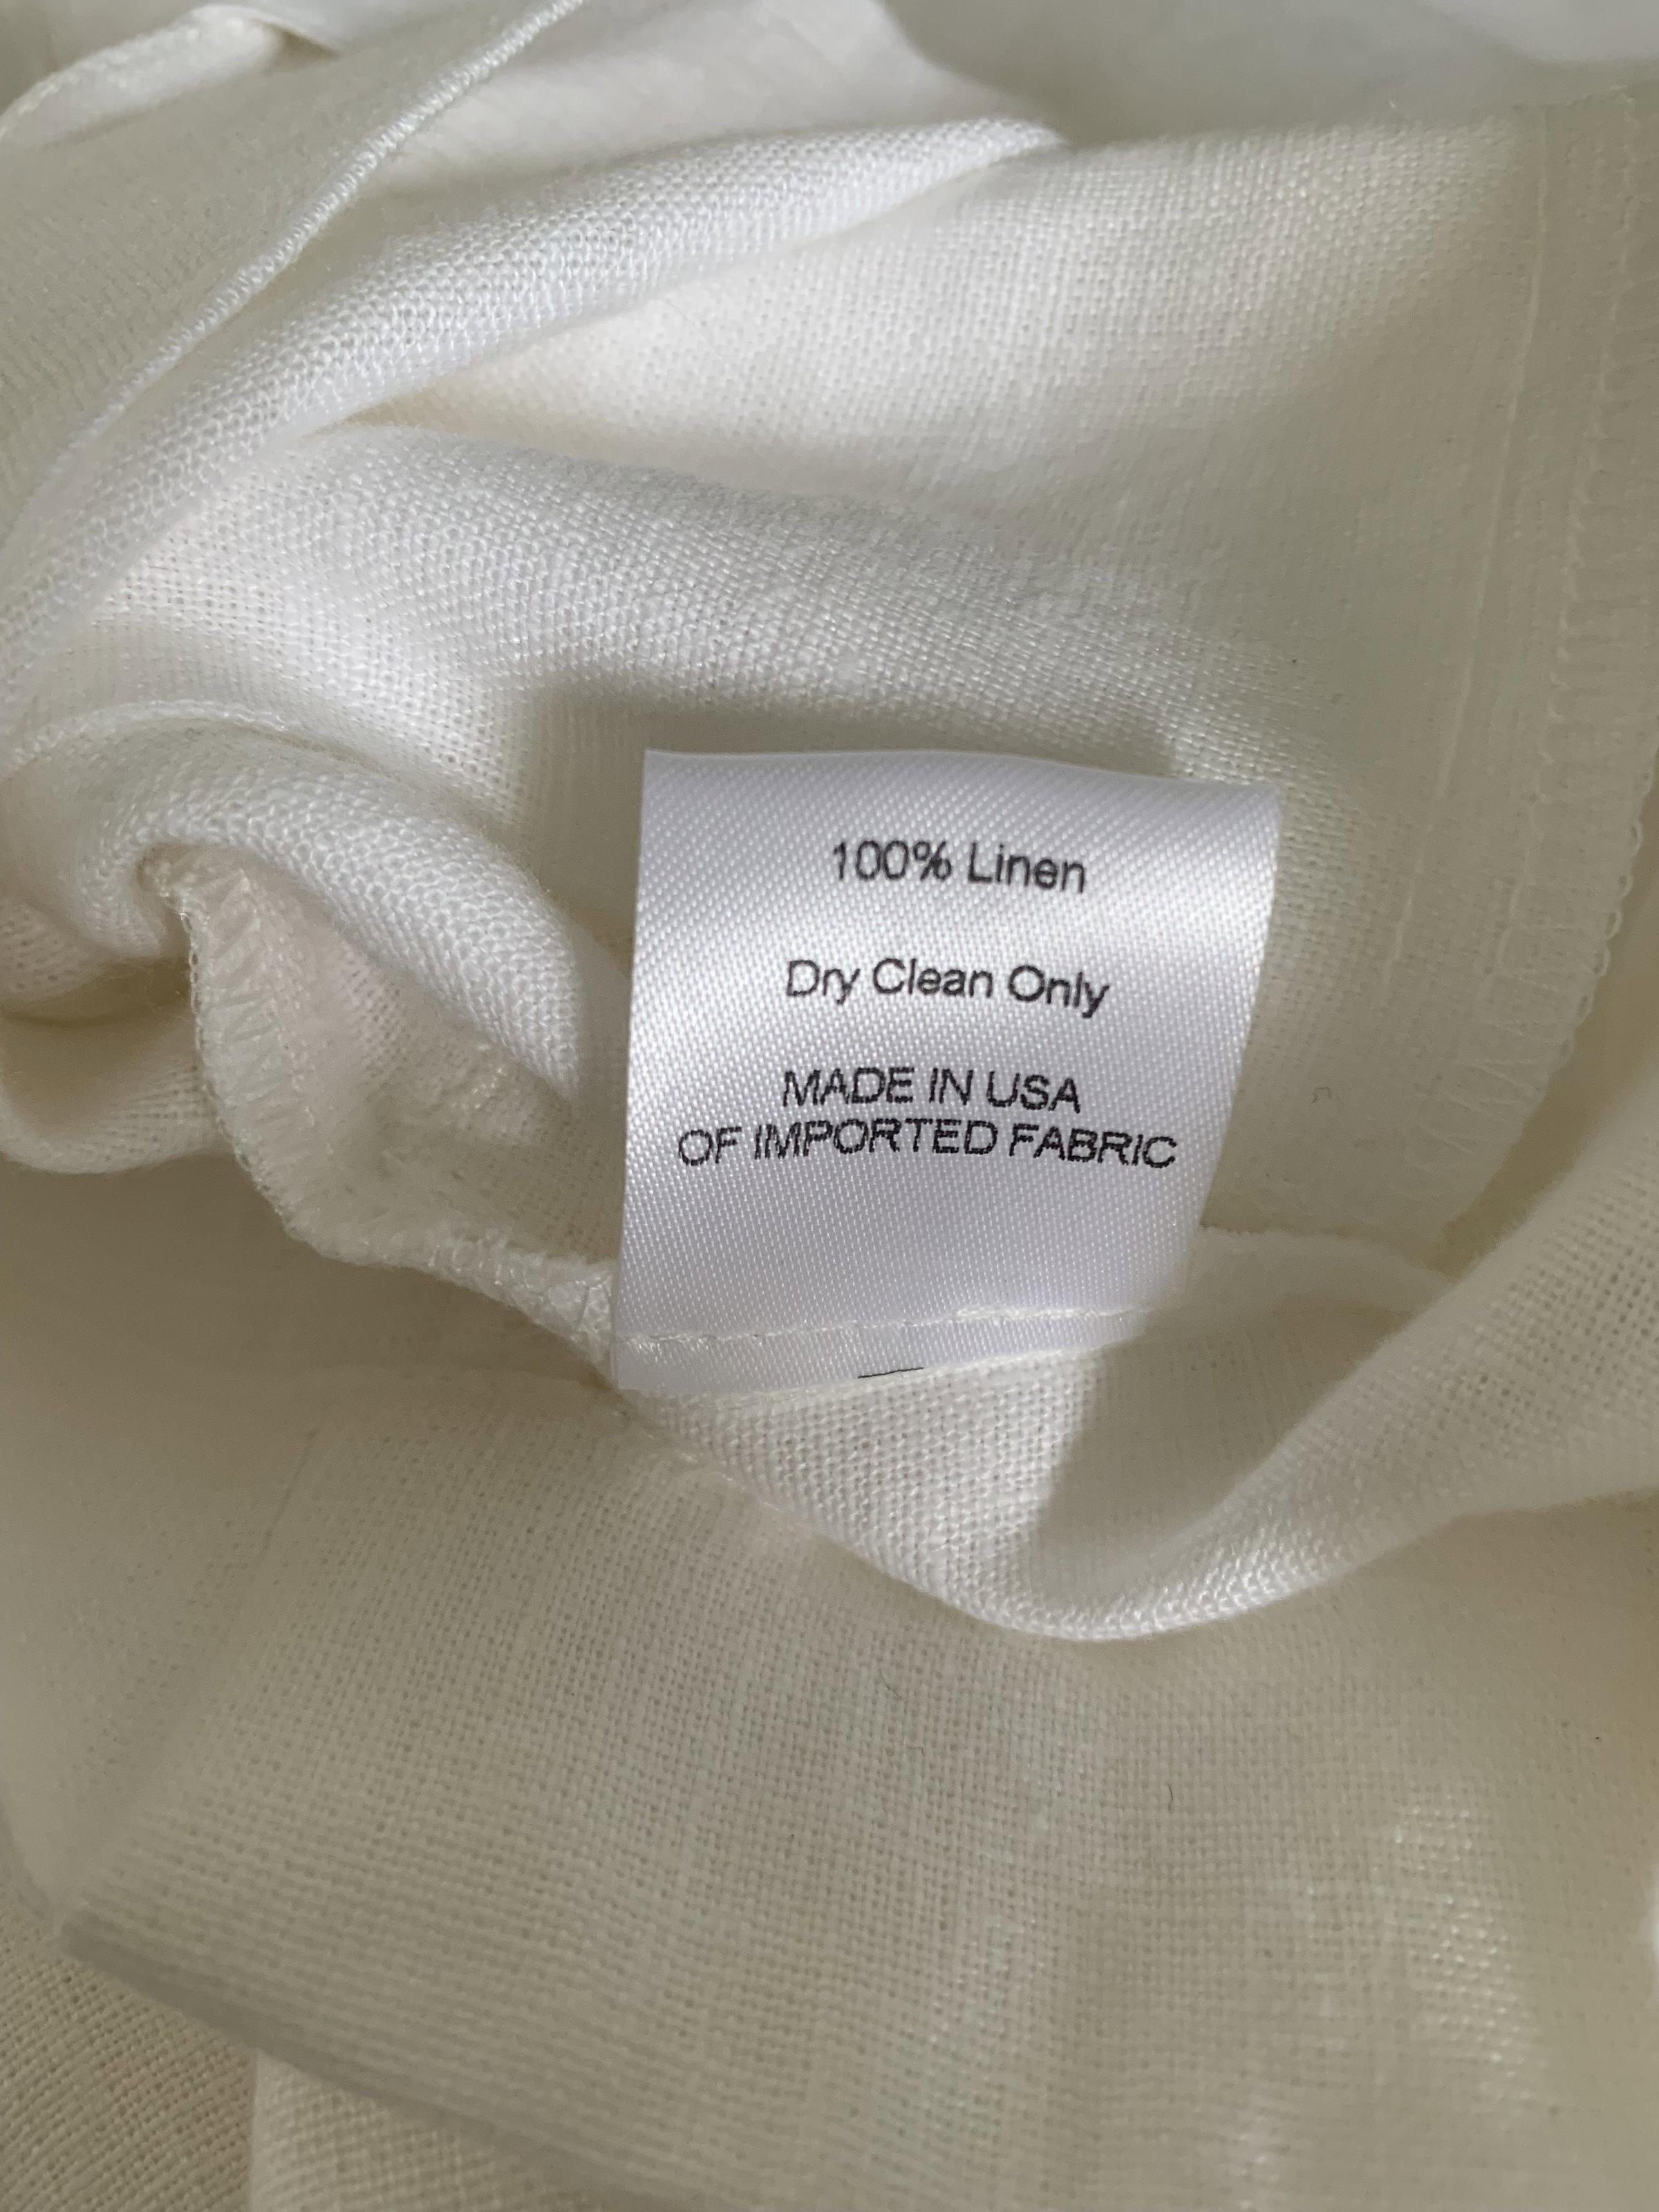 100% Linen
Dry Clean Only
MADE IN USA
OF IMPORTED FABRIC